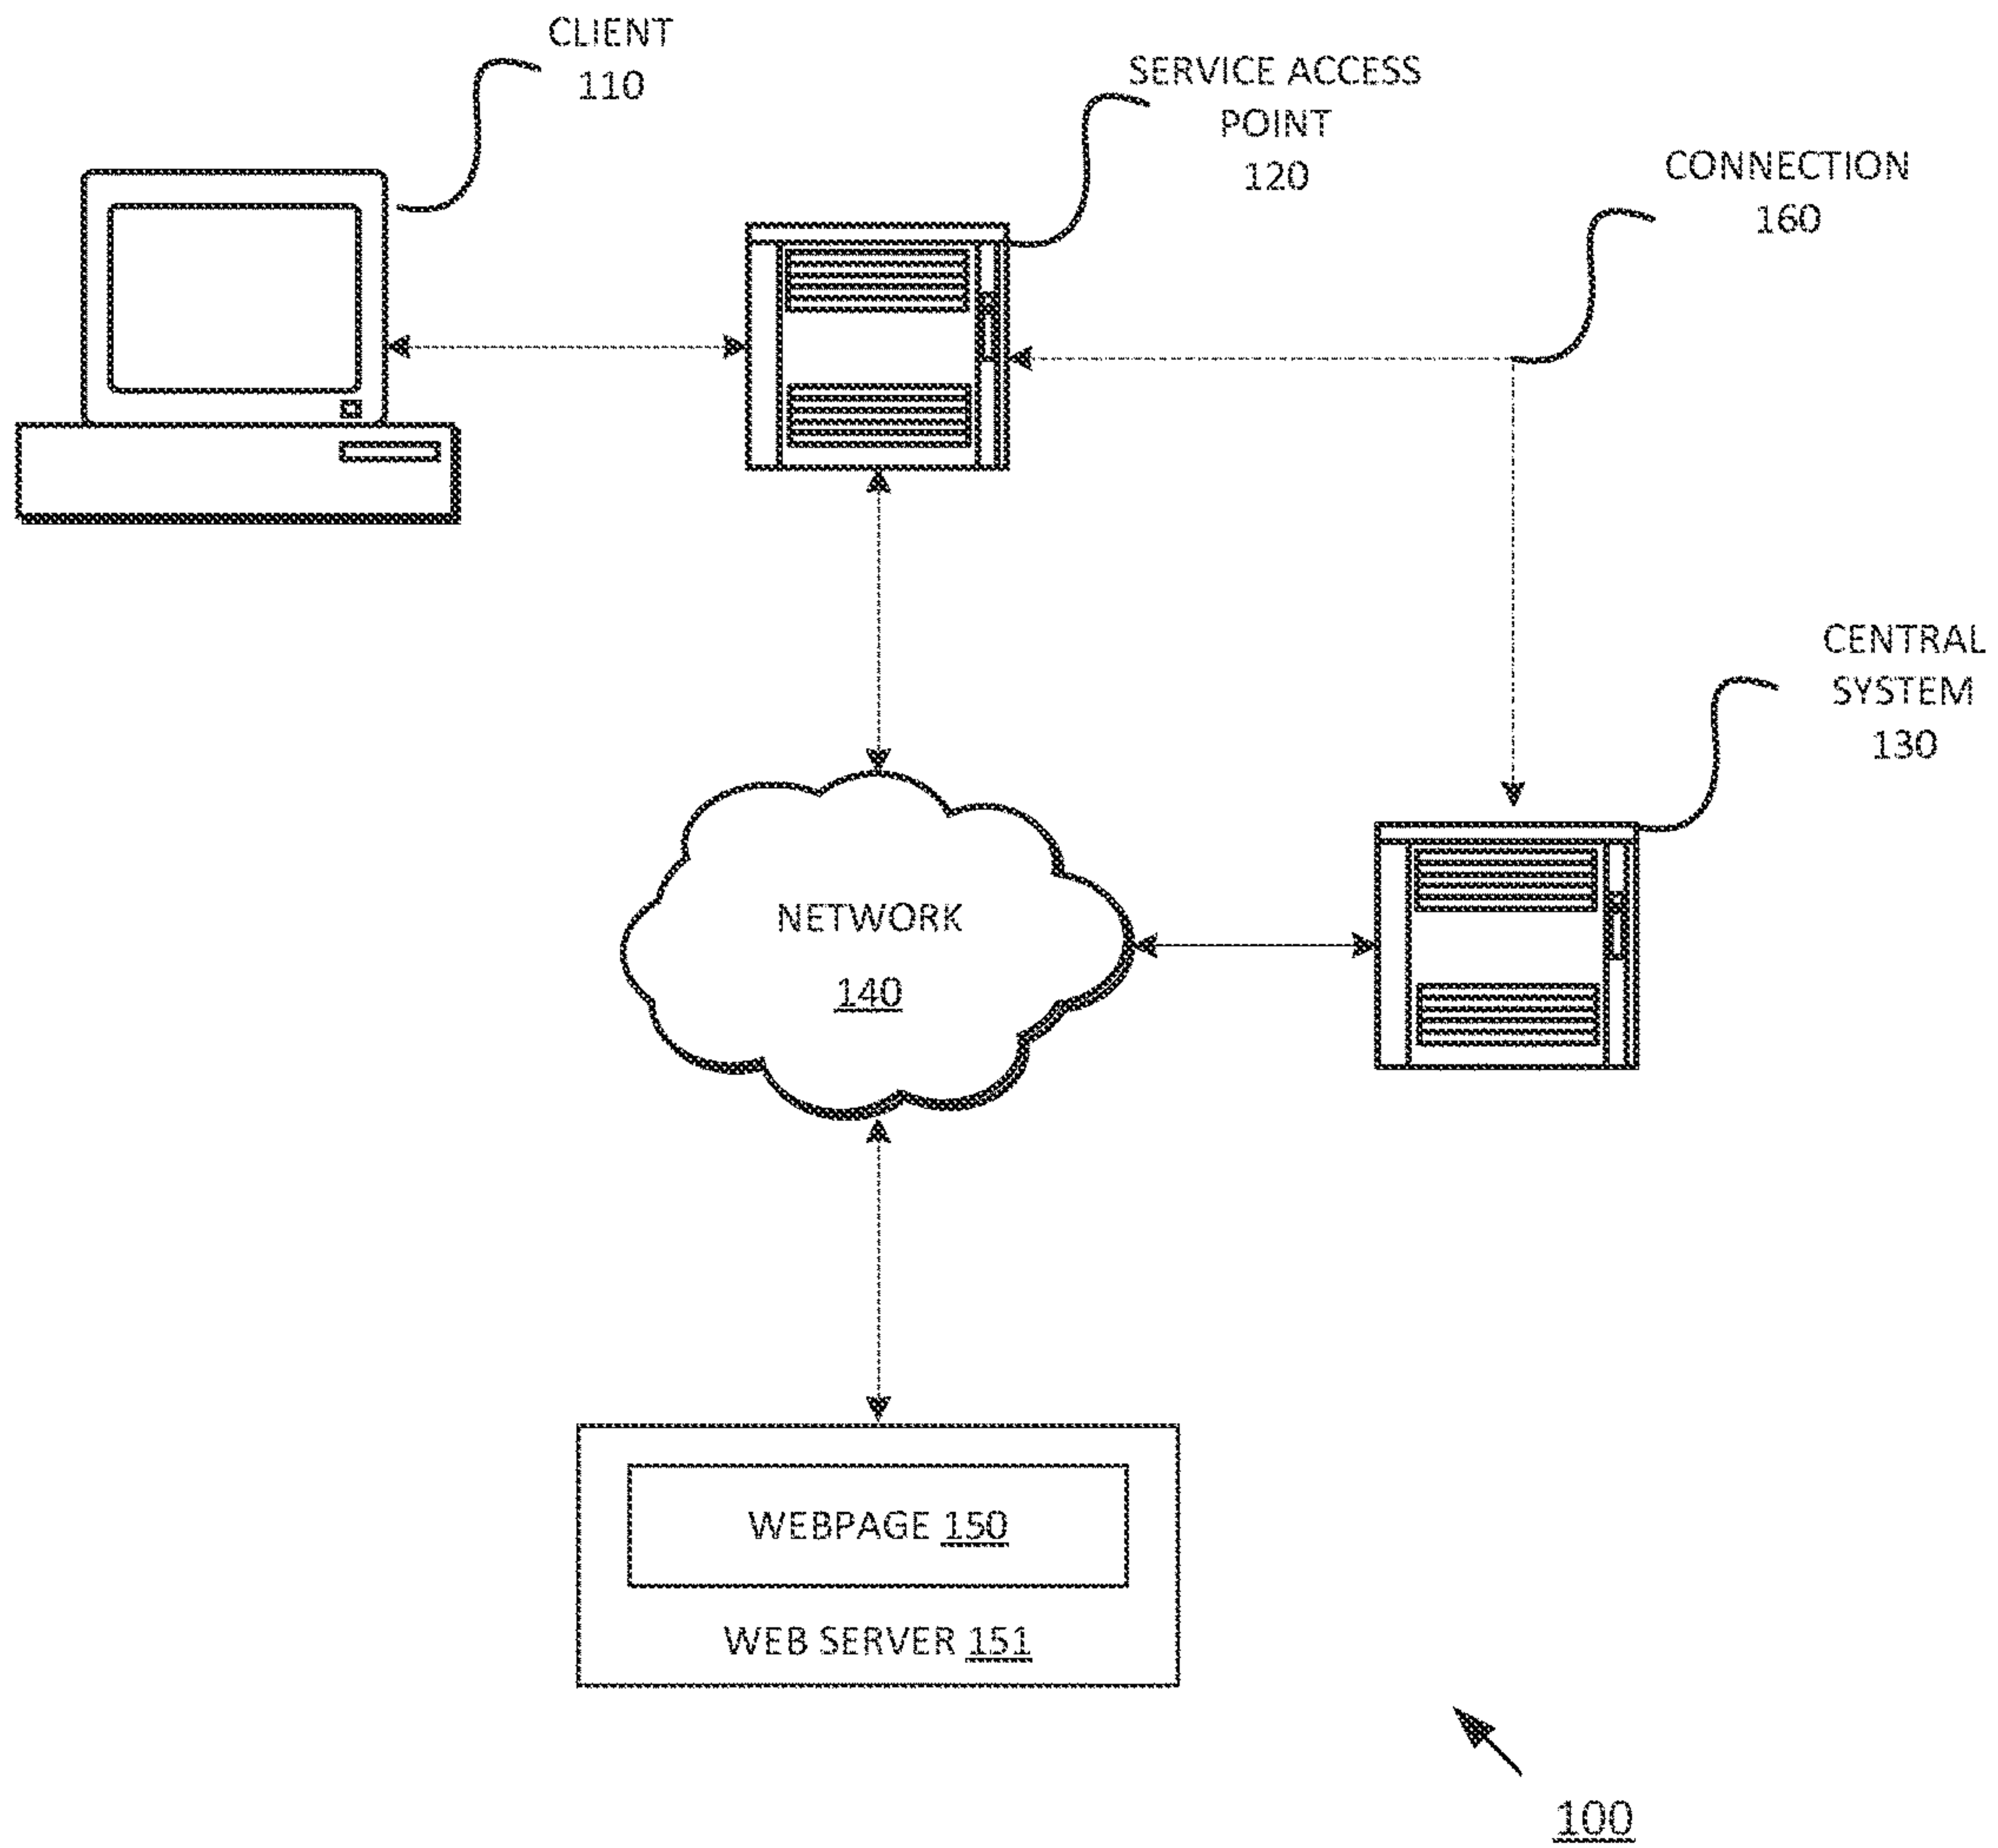 CLIENT
110
SERVICE ACCESS
POINT
120
CONNECTION
160
CENTRAL
SYSTEM
130
NETWORK
140
WEBPAGE 150
WEB SERVER 151
100